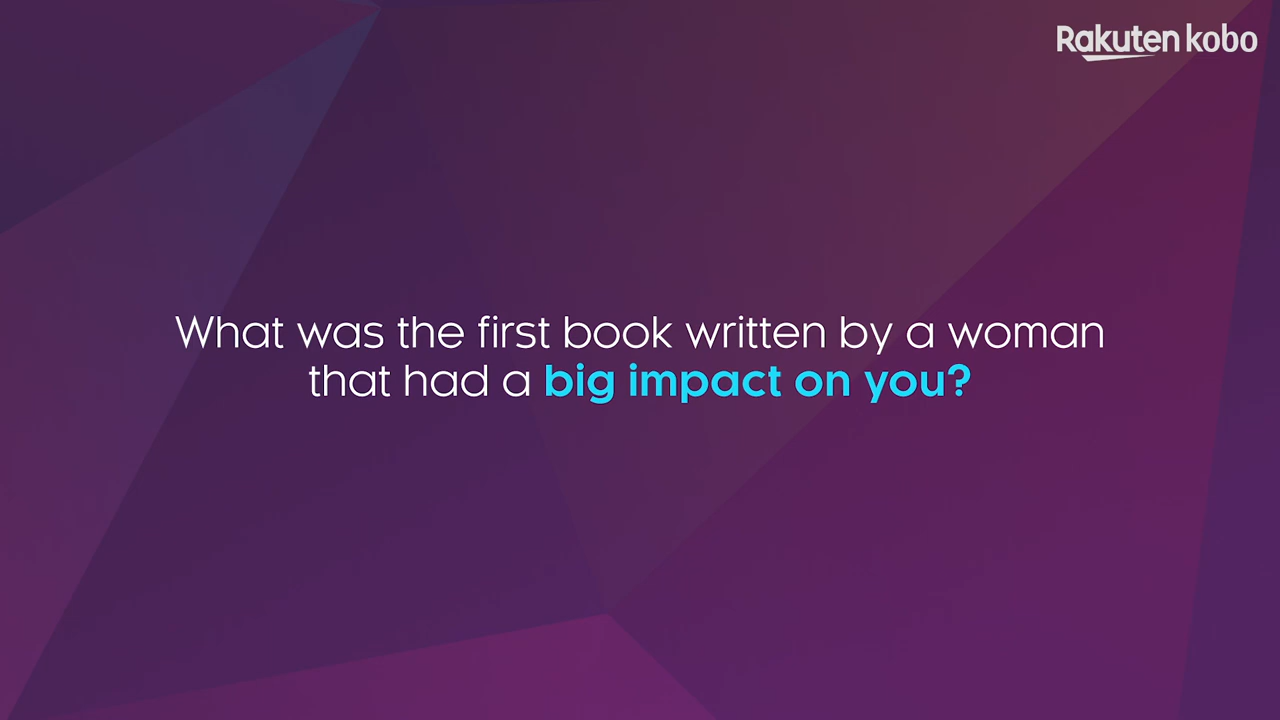 Rakuten kobo
What was the first book written by a woman
that had a big impact on you?